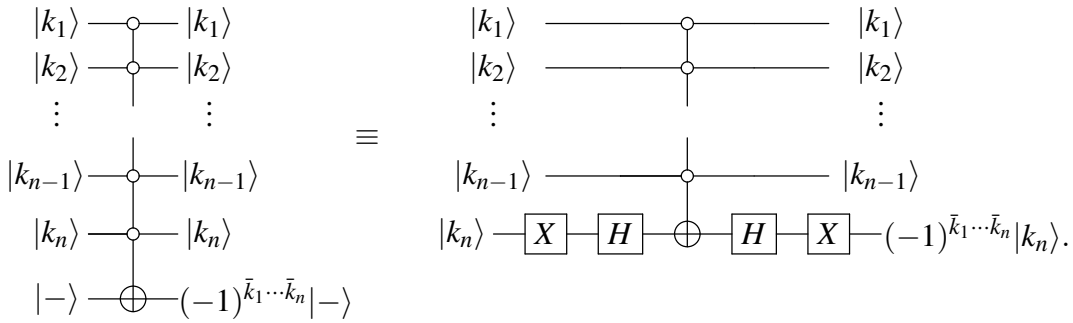 |k₁⟩ |k₁⟩ |k₁⟩ |k₁⟩
|k₂⟩ |k₂⟩ |k₂⟩ |k₂⟩
⋮ ⋮ ≡ ⋮ ⋮
|kₙ₋₁⟩ |kₙ₋₁⟩ |kₙ₋₁⟩ |kₙ₋₁⟩
|kₙ⟩ |kₙ⟩ |kₙ⟩ X H H X (−1)^{k̄₁⋯k̄ₙ}|kₙ⟩.
|−⟩ (−1)^{k̄₁⋯k̄ₙ}|−⟩